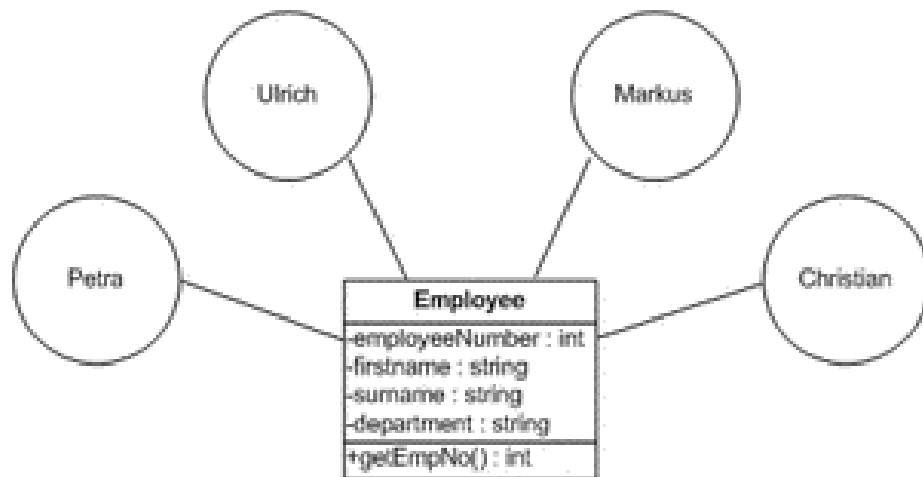 Ulrich
Markus
Petra
Christian
Employee
-employeeNumber : int
-firstname : string
-surname : string
-department : string
+getEmpNo() : int